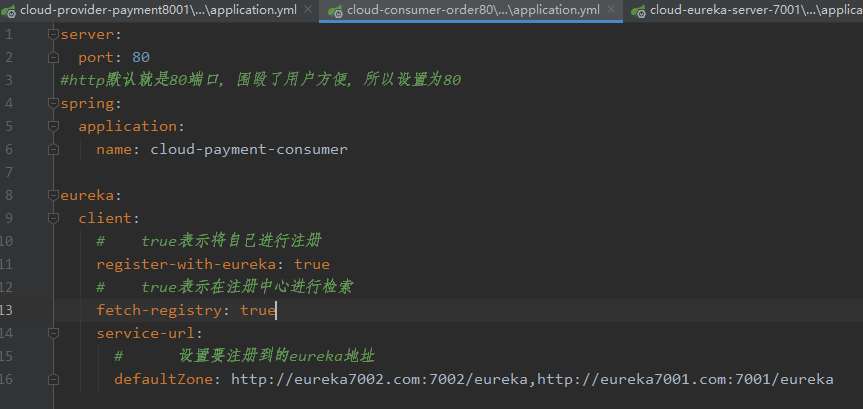 cloud-provider-payment8001\...\application.yml
cloud-consumer-order80\...\application.yml
cloud-eureka-server-7001\...\applica
1 server:
2 port: 80
3 #http默认就是80端口，围殴了用户方便，所以设置为80
4 spring:
5 application:
6 name: cloud-payment-consumer
7
8 eureka:
9 client:
10 # true表示将自己进行注册
11 register-with-eureka: true
12 # true表示在注册中心进行检索
13 fetch-registry: true
14 service-url:
15 # 设置要注册到的eureka地址
16 defaultZone: http://eureka7002.com:7002/eureka,http://eureka7001.com:7001/eureka